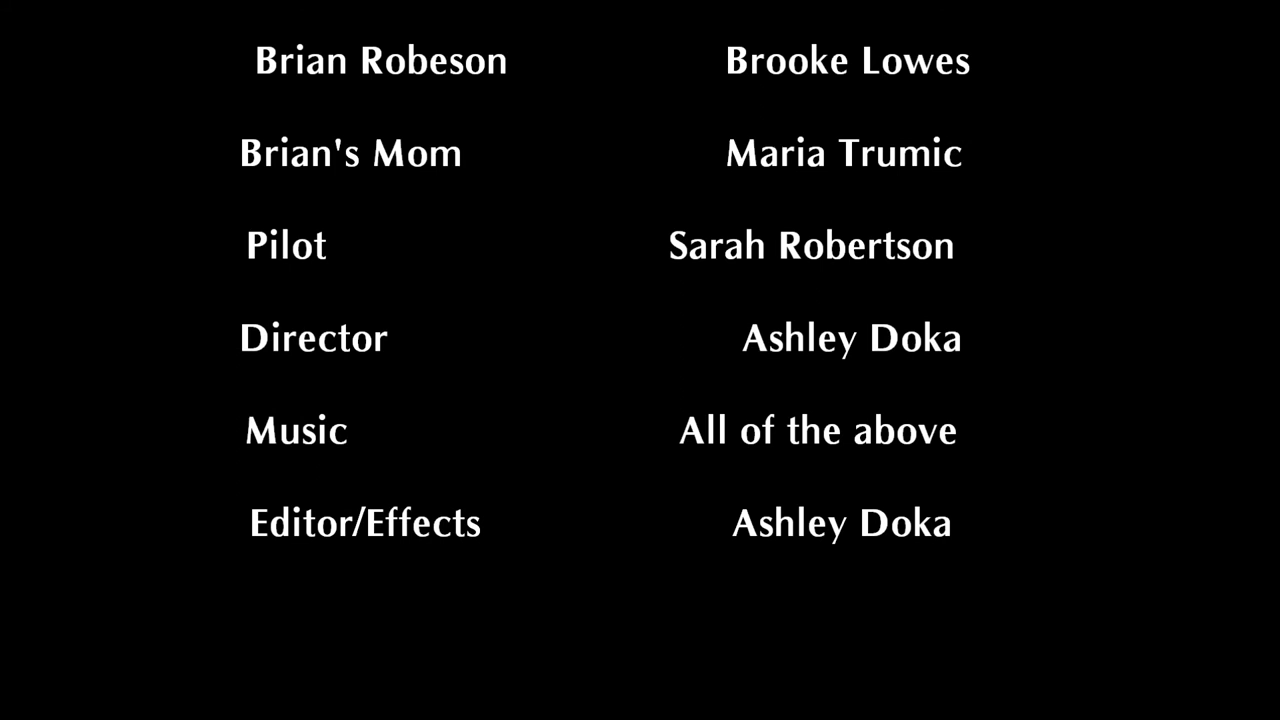 Brian Robeson Brooke Lowes
Brian's Mom Maria Trumic
Pilot Sarah Robertson
Director Ashley Doka
Music All of the above
Editor/Effects Ashley Doka